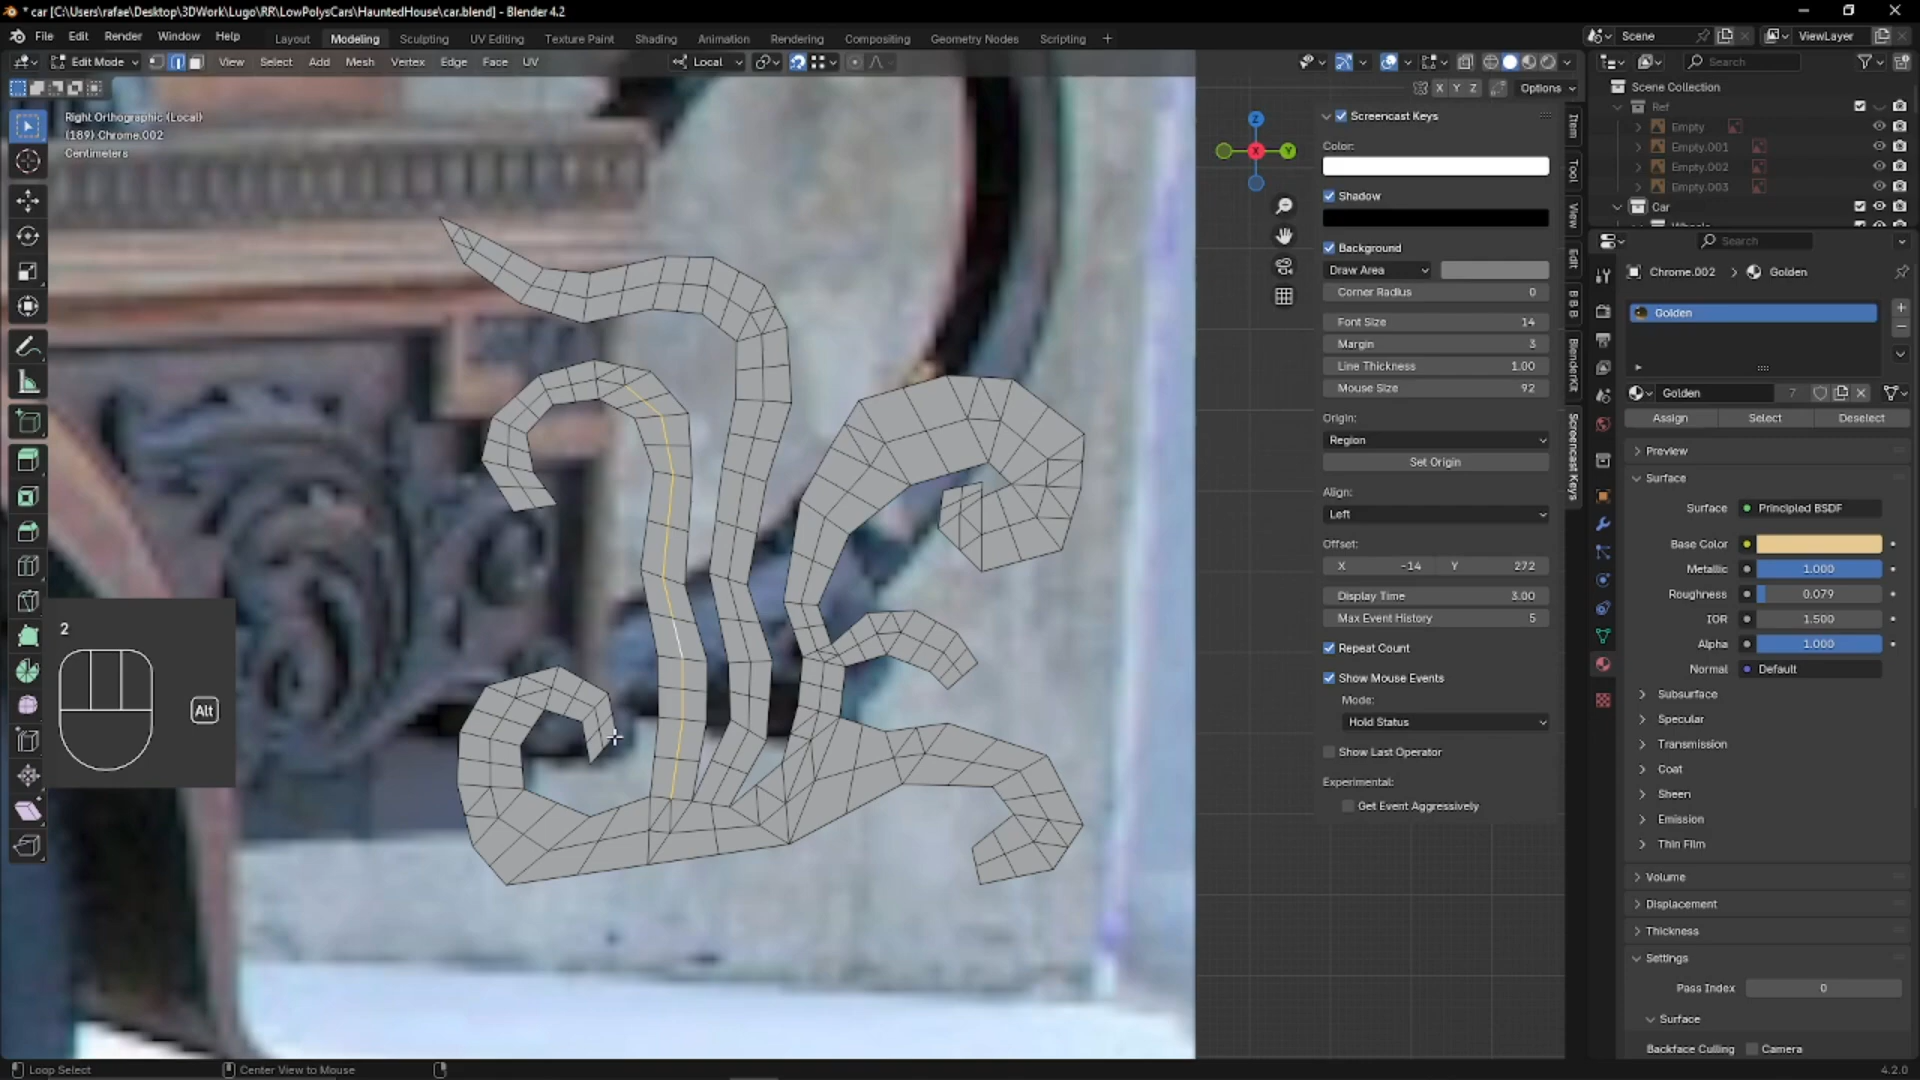 * car [C:\Users\rafae\Desktop\3DWork\Lugo\RR\LowPolysCars\HauntedHouse\car.blend] - Blender 4.2
File Edit Render Window Help
Layout Modeling Sculpting UV Editing Texture Paint Shading Animation Rendering Compositing Geometry Nodes Scripting +
Scene
ViewLayer
Edit Mode View Select Add Mesh Vertex Edge Face UV
Local
X Y Z Options
Search
Right Orthographic (Local)
(189) Chrome.002
Centimeters
Z
X
Y
Scene Collection
Ref
Empty
Empty.001
Empty.002
Empty.003
Car
Screencast Keys
Color:
Shadow
Background
Draw Area
Corner Radius 0
Font Size 14
Margin 3
Line Thickness 1.00
Mouse Size 92
Origin:
Region
Set Origin
Align:
Left
Offset:
X -14 Y 272
Display Time 3.00
Max Event History 5
Repeat Count
Show Mouse Events
Mode:
Hold Status
Show Last Operator
Experimental:
Get Event Aggressively
Item
Tool
View
Edit
B B B
BlenderKit
Screencast Keys
Search
Chrome.002 > Golden
Golden
Golden 7
Assign Select Deselect
Preview
Surface
Surface Principled BSDF
Base Color
Metallic 1.000
Roughness 0.079
IOR 1.500
Alpha 1.000
Normal Default
Subsurface
Specular
Transmission
Coat
Sheen
Emission
Thin Film
Volume
Displacement
Thickness
Settings
Pass Index 0
Surface
Backface Culling Camera
2
Alt
Loop Select Center View to Mouse
4.2.0